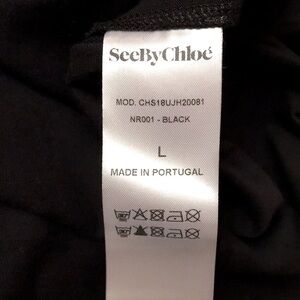 SeeByChloé
MOD. CHS18UJH20081
NR001 - BLACK
L
MADE IN PORTUGAL